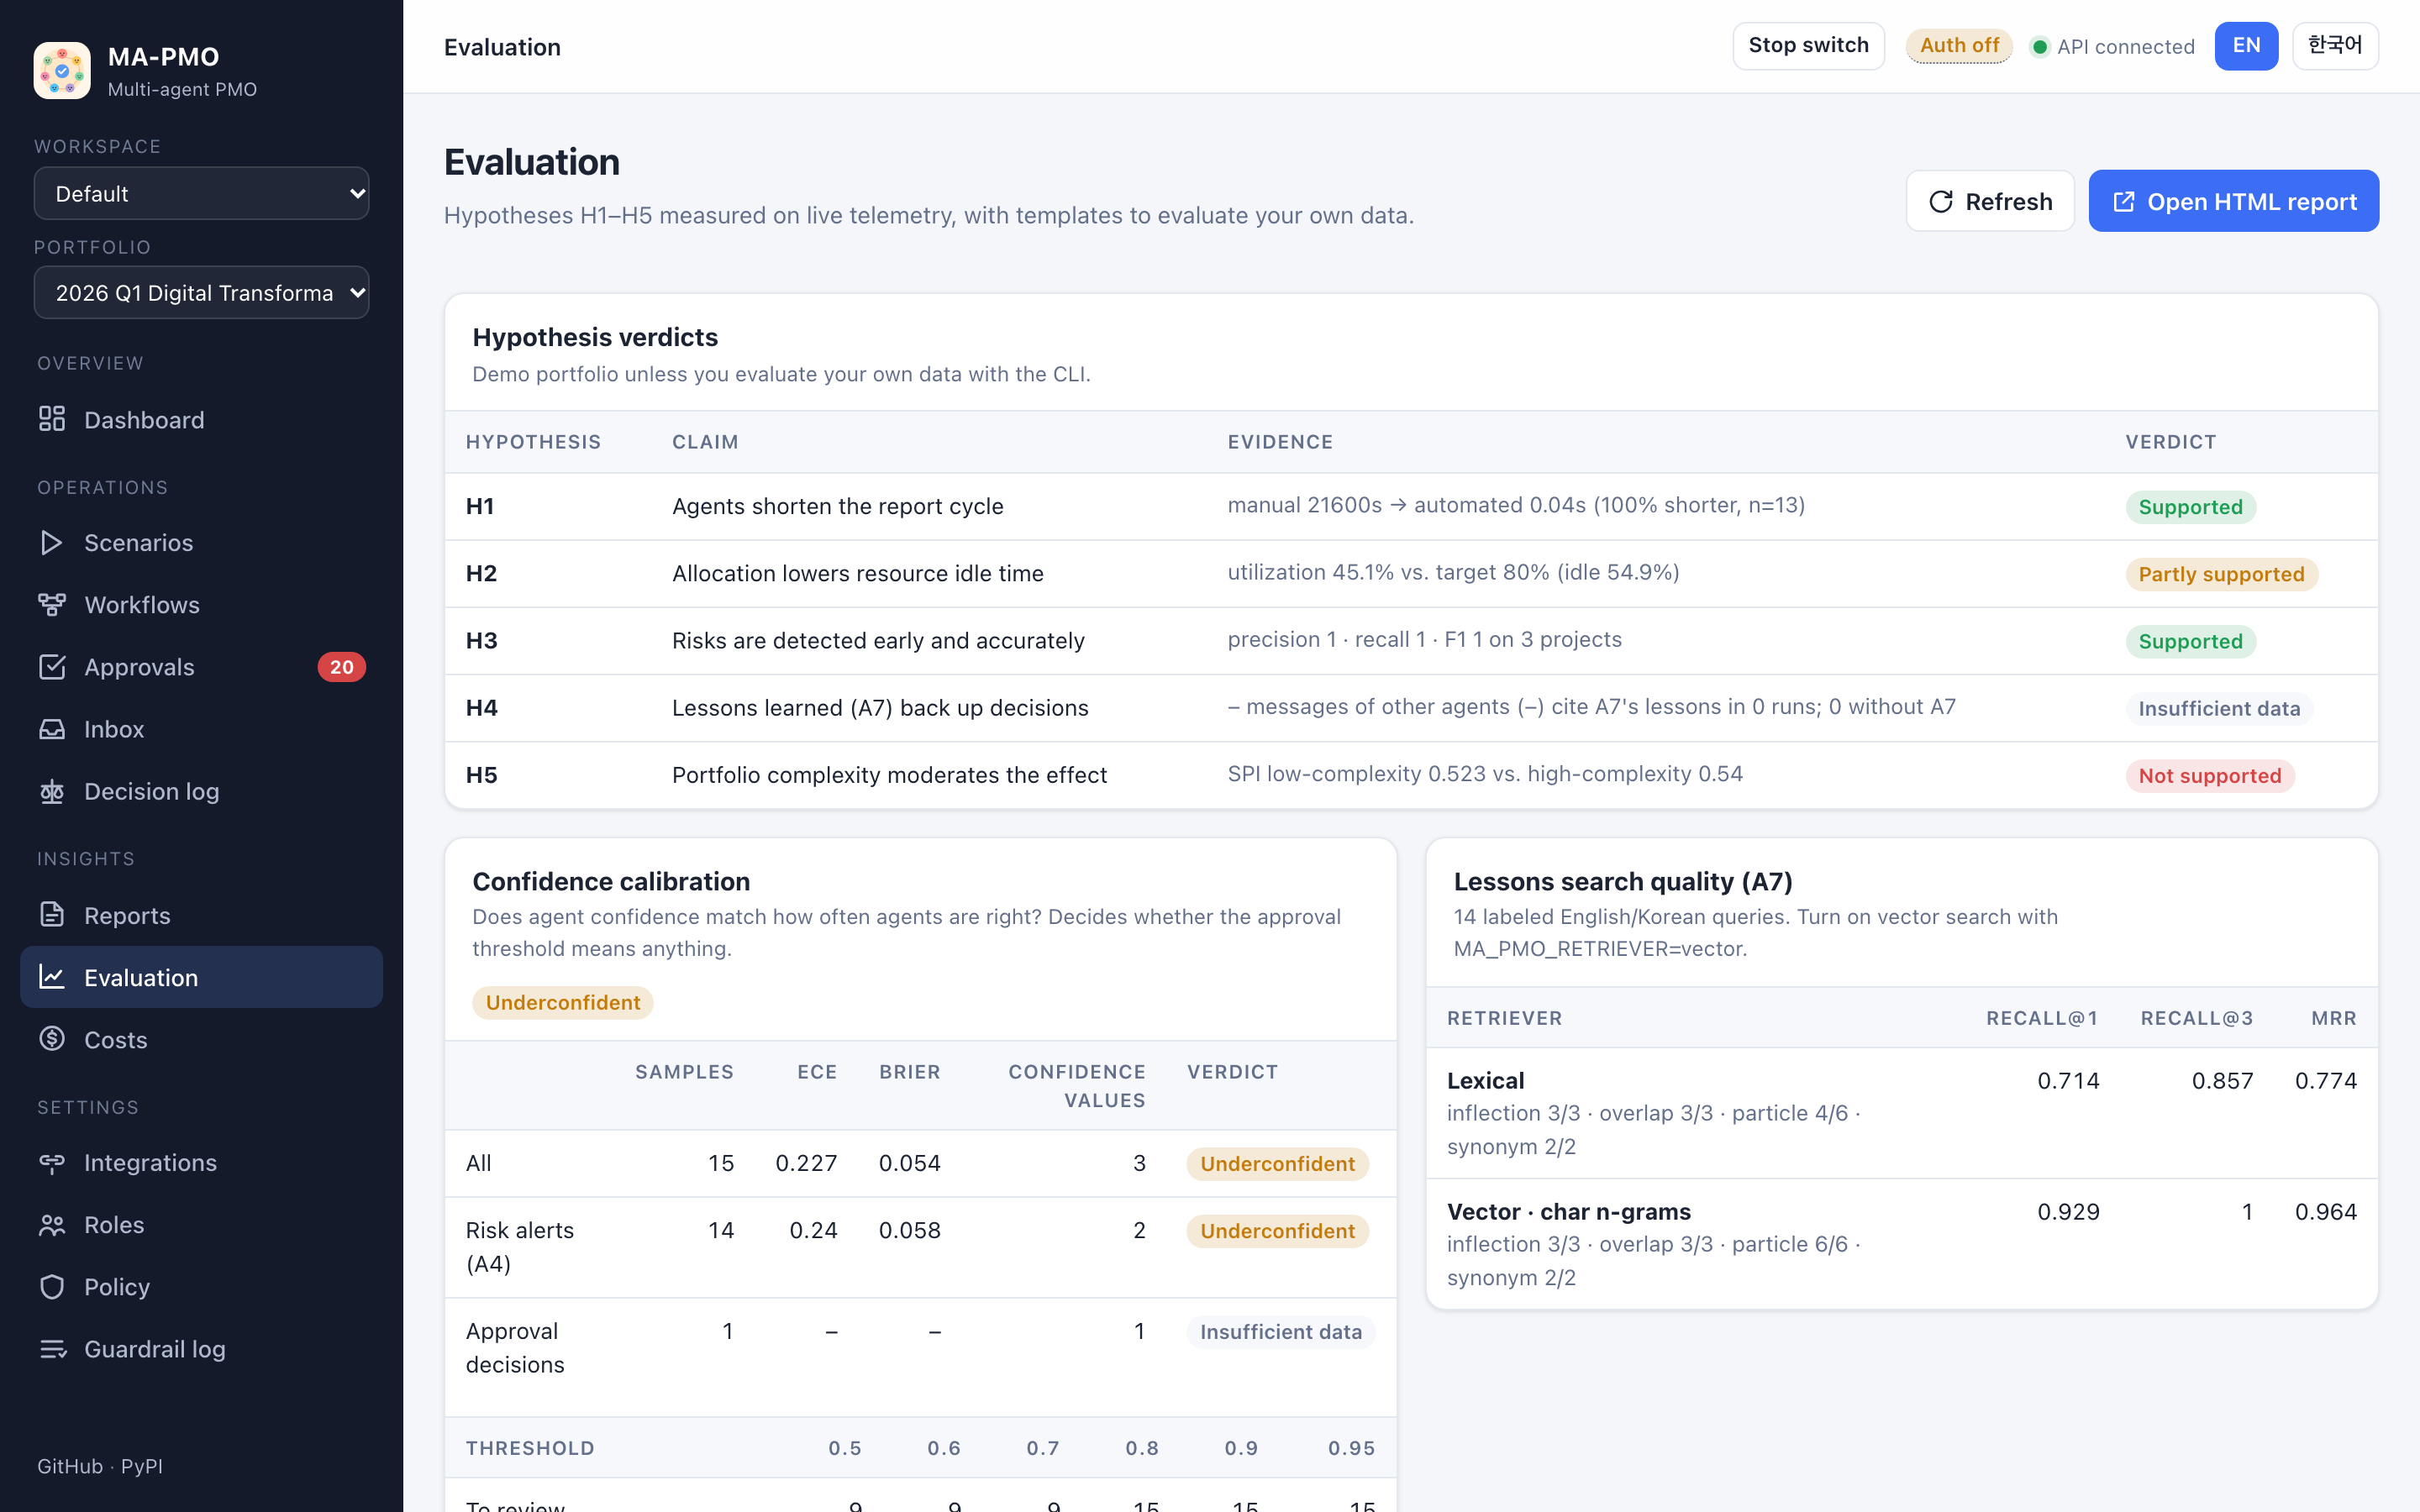 MA-PMO
Multi-agent PMO
WORKSPACE
Default
PORTFOLIO
2026 Q1 Digital Transforma
OVERVIEW
Dashboard
OPERATIONS
Scenarios
Workflows
Approvals 20
Inbox
Decision log
INSIGHTS
Reports
Evaluation
Costs
SETTINGS
Integrations
Roles
Policy
Guardrail log
GitHub · PyPI
Evaluation
Stop switch Auto off API connected EN 한국어
Evaluation
Hypotheses H1–H5 measured on live telemetry, with templates to evaluate your own data.
Refresh Open HTML report
Hypothesis verdicts
Demo portfolio unless you evaluate your own data with the CLI.
HYPOTHESIS CLAIM EVIDENCE VERDICT
H1 Agents shorten the report cycle manual 21600s → automated 0.04s (100% shorter, n=13) Supported
H2 Allocation lowers resource idle time utilization 45.1% vs. target 80% (idle 54.9%) Partly supported
H3 Risks are detected early and accurately precision 1 · recall 1 · F1 1 on 3 projects Supported
H4 Lessons learned (A7) back up decisions – messages of other agents (–) cite A7's lessons in 0 runs; 0 without A7 Insufficient data
H5 Portfolio complexity moderates the effect SPI low-complexity 0.523 vs. high-complexity 0.54 Not supported
Confidence calibration
Does agent confidence match how often agents are right? Decides whether the approval
threshold means anything.
Underconfident
SAMPLES ECE BRIER CONFIDENCE VERDICT
VALUES
All 15 0.227 0.054 3 Underconfident
Risk alerts 14 0.24 0.058 2 Underconfident
(A4)
Approval 1 – – 1 Insufficient data
decisions
THRESHOLD 0.5 0.6 0.7 0.8 0.9 0.95
To review 9 9 9 15 15 15
Lessons search quality (A7)
14 labeled English/Korean queries. Turn on vector search with
MA_PMO_RETRIEVER=vector.
RETRIEVER RECALL@1 RECALL@3 MRR
Lexical 0.714 0.857 0.774
inflection 3/3 · overlap 3/3 · particle 4/6 ·
synonym 2/2
Vector · char n-grams 0.929 1 0.964
inflection 3/3 · overlap 3/3 · particle 6/6 ·
synonym 2/2